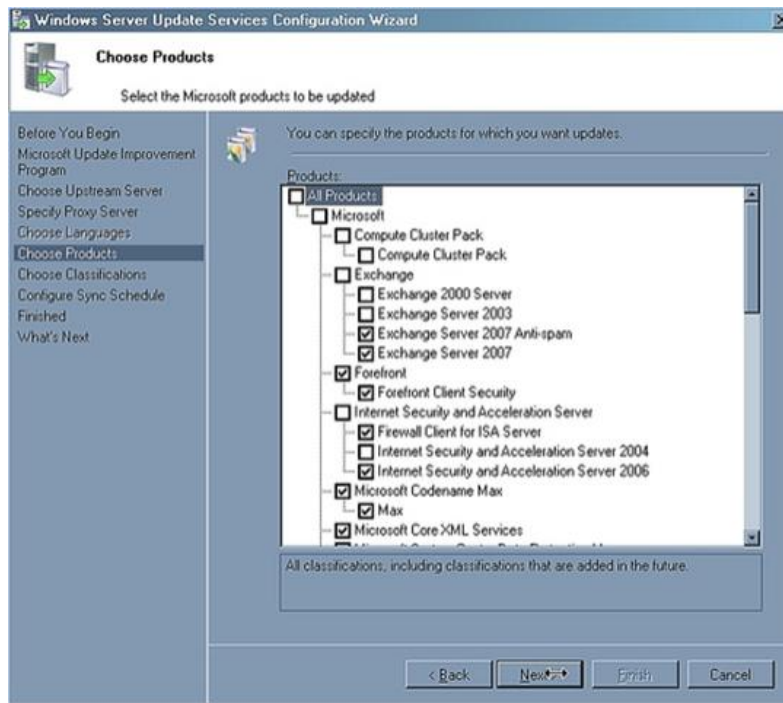 Windows Server Update Services Configuration Wizard
Choose Products
Select the Microsoft products to be updated
Before You Begin
Microsoft Update Improvement
Program
Choose Upstream Server
Specify Proxy Server
Choose Languages
Choose Products
Choose Classifications
Configure Sync Schedule
Finished
What's Next
You can specify the products for which you want updates.
Products:
All Products
Microsoft
Compute Cluster Pack
Compute Cluster Pack
Exchange
Exchange 2000 Server
Exchange Server 2003
Exchange Server 2007 Anti-spam
Exchange Server 2007
Forefront
Forefront Client Security
Internet Security and Acceleration Server
Firewall Client for ISA Server
Internet Security and Acceleration Server 2004
Internet Security and Acceleration Server 2006
Microsoft Codename Max
Max
Microsoft Core XML Services
All classifications, including classifications that are added in the future.
< Back
Next
Finish
Cancel